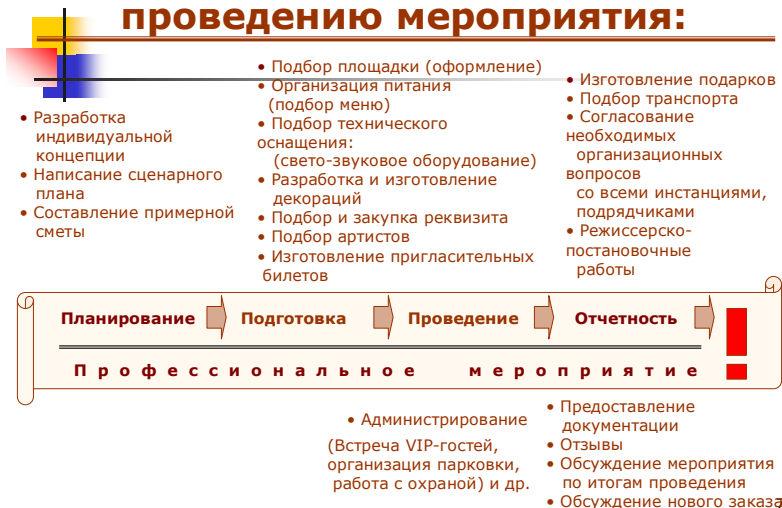 проведению мероприятия:
• Разработка
индивидуальной
концепции
• Написание сценарного
плана
• Составление примерной
сметы
• Подбор площадки (оформление)
• Организация питания
(подбор меню)
• Подбор технического
оснащения:
(свето-звуковое оборудование)
• Разработка и изготовление
декораций
• Подбор и закупка реквизита
• Подбор артистов
• Изготовление пригласительных
билетов
• Изготовление подарков
• Подбор транспорта
• Согласование
необходимых
организационных
вопросов
со всеми инстанциями,
подрядчиками
• Режиссерско-
постановочные
работы
Планирование Подготовка Проведение Отчетность
Профессиональное мероприятие
!
• Администрирование
(Встреча VIP-гостей,
организация парковки,
работа с охраной) и др.
• Предоставление
документации
• Отзывы
• Обсуждение мероприятия
по итогам проведения
• Обсуждение нового заказа